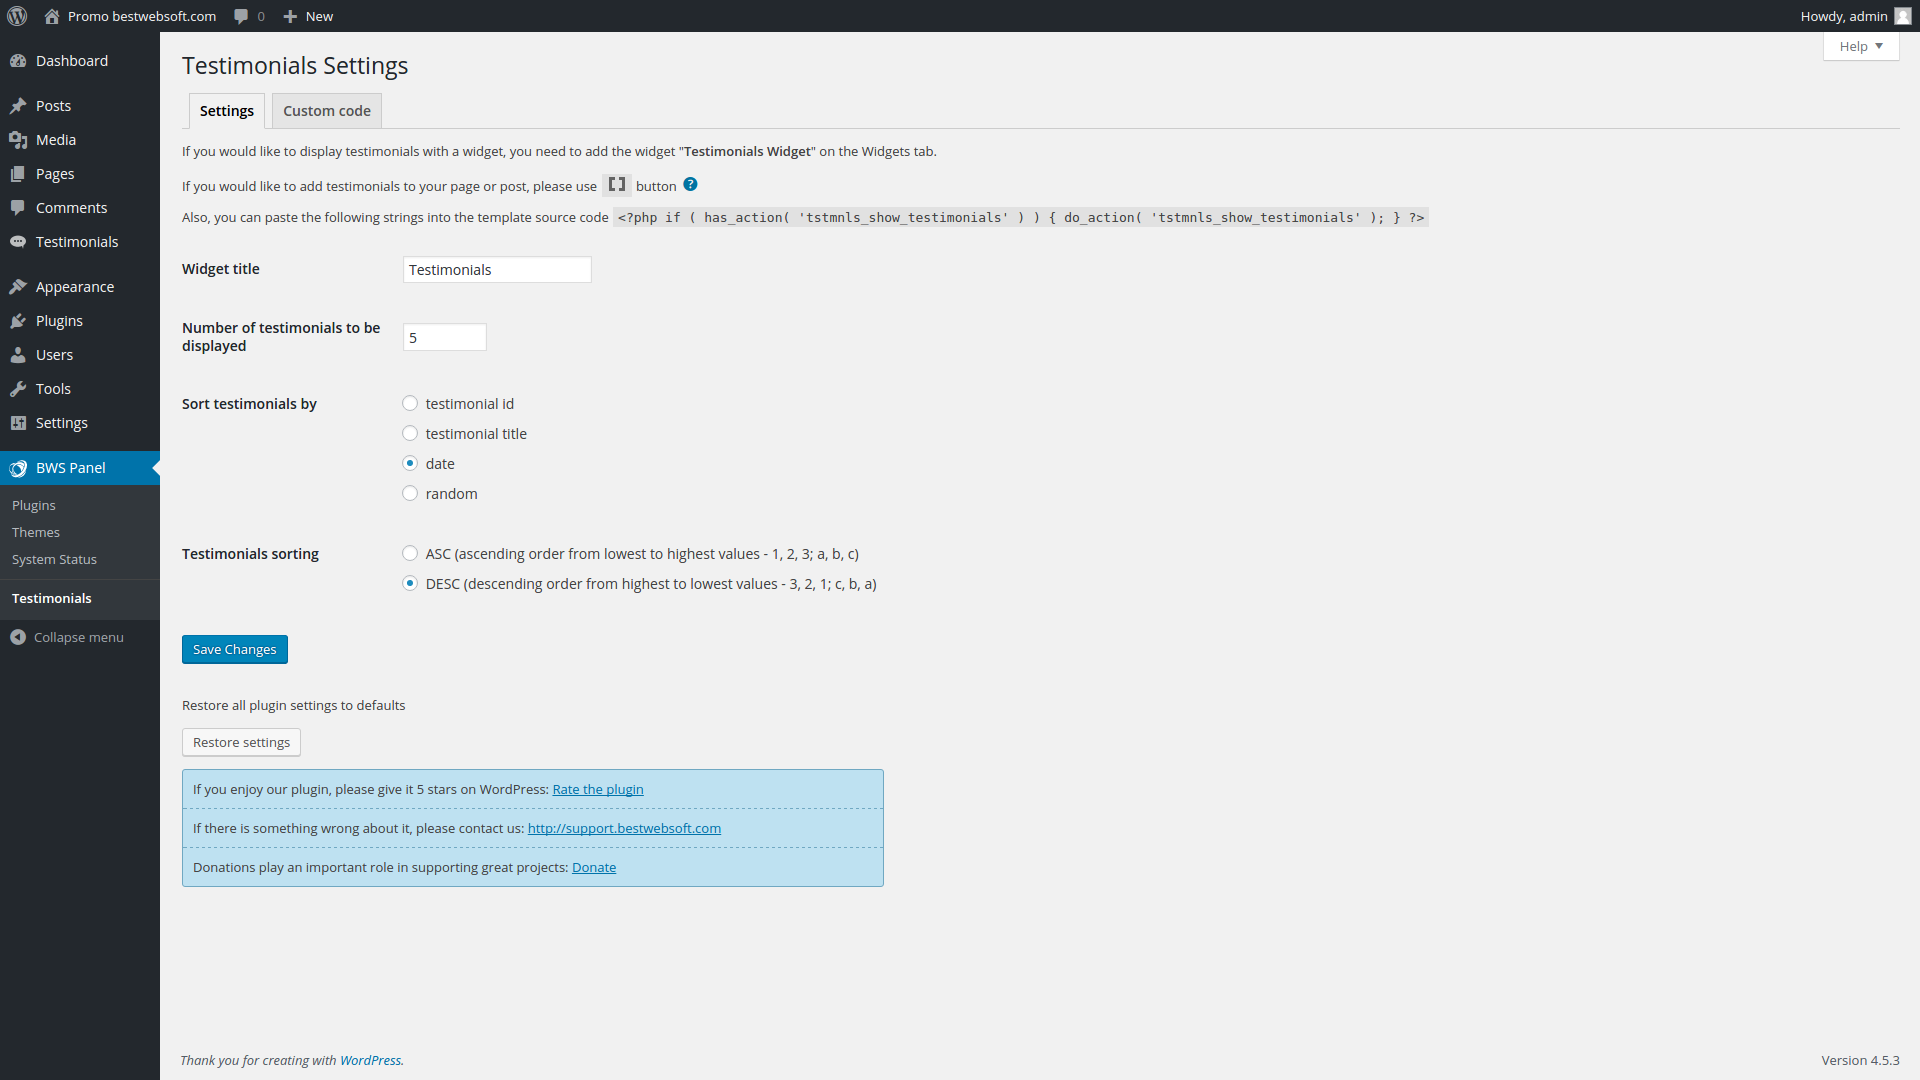 Promo bestwebsoft.com 0 New Howdy, admin
Help
Dashboard
Posts
Media
Pages
Comments
Testimonials
Appearance
Plugins
Users
Tools
Settings
BWS Panel
Plugins
Themes
System Status
Testimonials
Collapse menu
Testimonials Settings
Settings Custom code
If you would like to display testimonials with a widget, you need to add the widget "Testimonials Widget" on the Widgets tab.
If you would like to add testimonials to your page or post, please use [] button ?
Also, you can paste the following strings into the template source code <?php if ( has_action( 'tstmnls_show_testimonials' ) ) { do_action( 'tstmnls_show_testimonials' ); } ?>
Widget title Testimonials
Number of testimonials to be
displayed 5
Sort testimonials by testimonial id
testimonial title
date
random
Testimonials sorting ASC (ascending order from lowest to highest values - 1, 2, 3; a, b, c)
DESC (descending order from highest to lowest values - 3, 2, 1; c, b, a)
Save Changes
Restore all plugin settings to defaults
Restore settings
If you enjoy our plugin, please give it 5 stars on WordPress: Rate the plugin
If there is something wrong about it, please contact us: http://support.bestwebsoft.com
Donations play an important role in supporting great projects: Donate
Thank you for creating with WordPress. Version 4.5.3